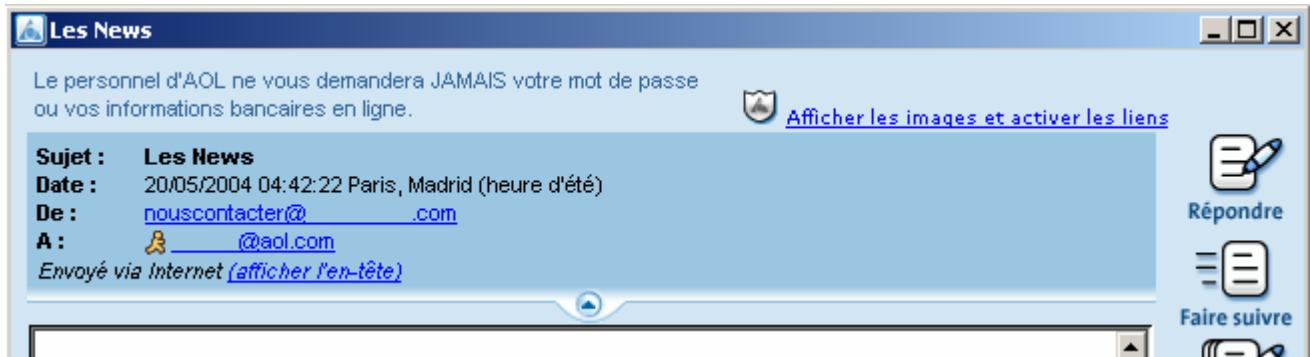 Les News
Le personnel d'AOL ne vous demandera JAMAIS votre mot de passe
ou vos informations bancaires en ligne.
Afficher les images et activer les liens
Sujet : Les News
Date : 20/05/2004 04:42:22 Paris, Madrid (heure d'été)
De : nouscontacter@ .com
A : @aol.com
Envoyé via Internet (afficher l'en-tête)
Répondre
Faire suivre